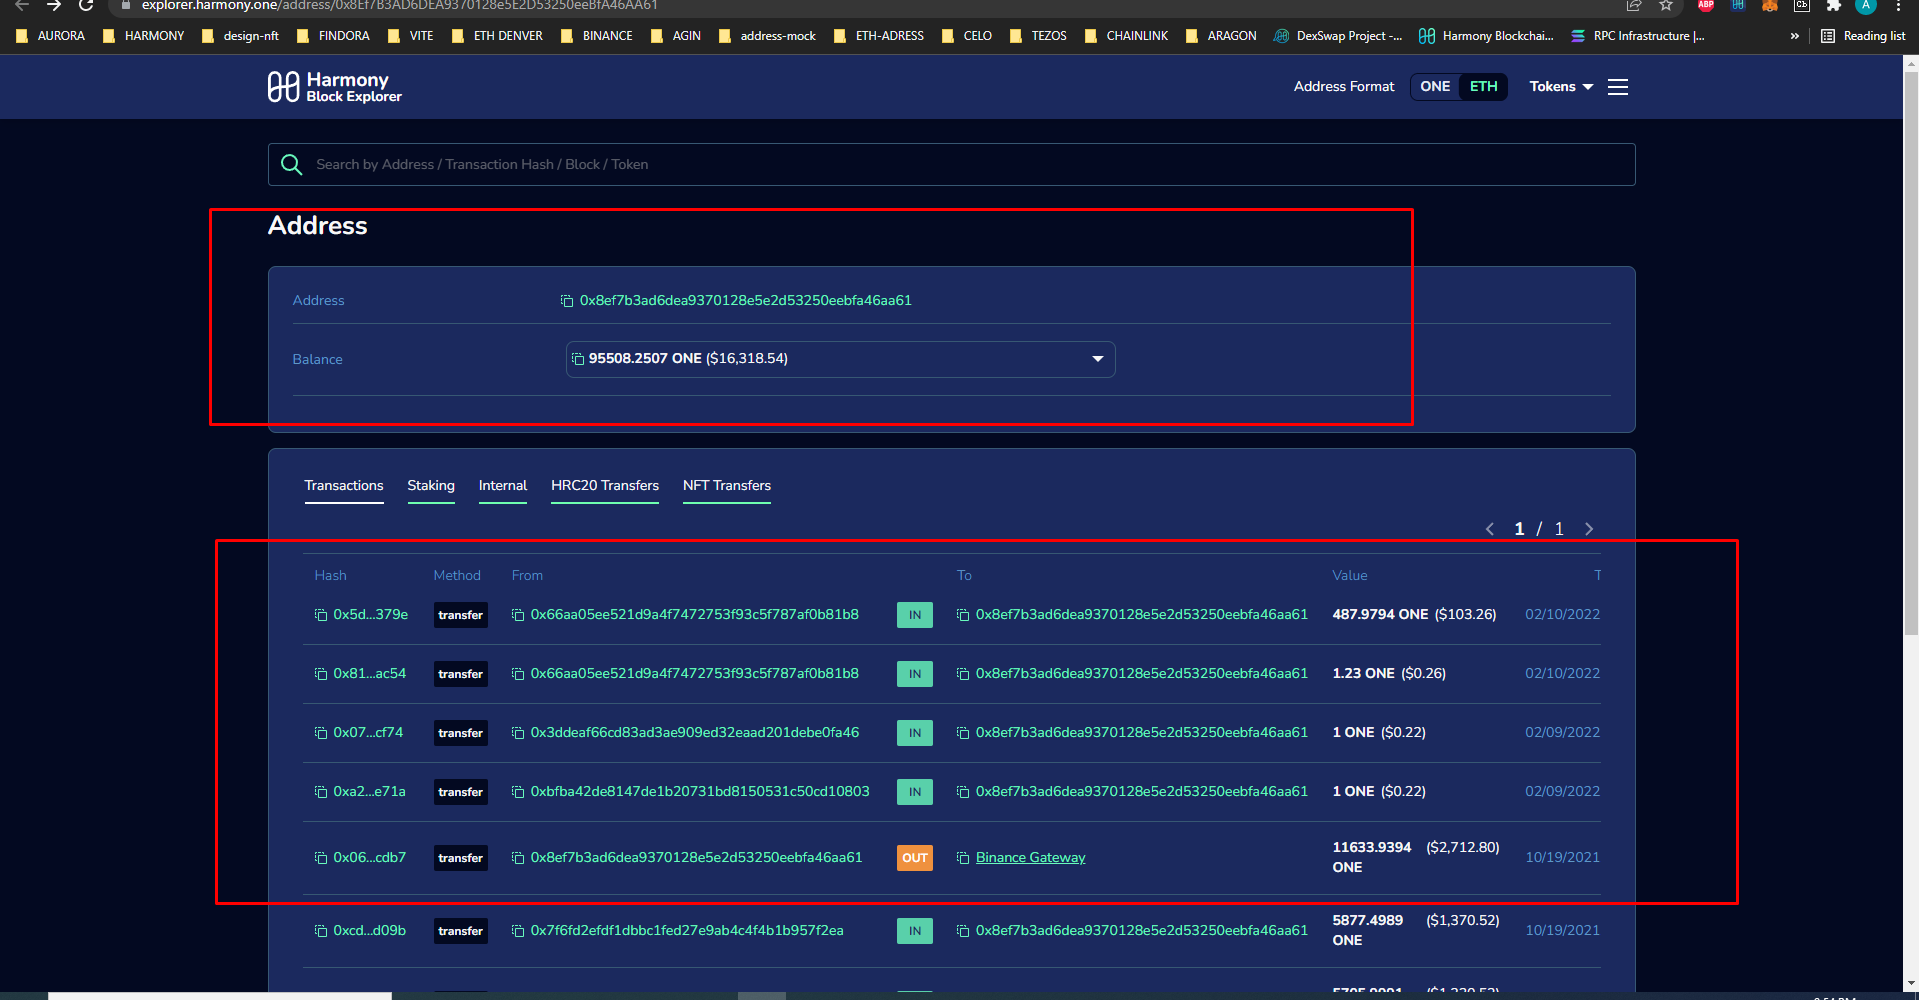 explorer.harmony.one/address/0x8Ef7B3AD6DEA9370128e5E2D53250eeBfA46AA61
ABP
Cb
A
AURORA HARMONY design-nft FINDORA VITE ETH DENVER BINANCE AGIN address-mock ETH-ADRESS CELO TEZOS CHAINLINK ARAGON DexSwap Project -... Harmony Blockchai... RPC Infrastructure |... » Reading list
Harmony
Block Explorer
Address Format ONE ETH Tokens
Search by Address / Transaction Hash / Block / Token
Address
Address 0x8ef7b3ad6dea9370128e5e2d53250eebfa46aa61
Balance 95508.2507 ONE ($16,318.54)
Transactions Staking Internal HRC20 Transfers NFT Transfers
1 / 1
Hash Method From To Value T
0x5d...379e transfer 0x66aa05ee521d9a4f7472753f93c5f787af0b81b8 IN 0x8ef7b3ad6dea9370128e5e2d53250eebfa46aa61 487.9794 ONE ($103.26) 02/10/2022
0x81...ac54 transfer 0x66aa05ee521d9a4f7472753f93c5f787af0b81b8 IN 0x8ef7b3ad6dea9370128e5e2d53250eebfa46aa61 1.23 ONE ($0.26) 02/10/2022
0x07...cf74 transfer 0x3ddeaf66cd83ad3ae909ed32eaad201debe0fa46 IN 0x8ef7b3ad6dea9370128e5e2d53250eebfa46aa61 1 ONE ($0.22) 02/09/2022
0xa2...e71a transfer 0xbfba42de8147de1b20731bd8150531c50cd10803 IN 0x8ef7b3ad6dea9370128e5e2d53250eebfa46aa61 1 ONE ($0.22) 02/09/2022
0x06...cdb7 transfer 0x8ef7b3ad6dea9370128e5e2d53250eebfa46aa61 OUT Binance Gateway 11633.9394 ONE ($2,712.80) 10/19/2021
0xcd...d09b transfer 0x7f6fd2efdf1dbbc1fed27e9ab4c4f4b1b957f2ea IN 0x8ef7b3ad6dea9370128e5e2d53250eebfa46aa61 5877.4989 ONE ($1,370.52) 10/19/2021